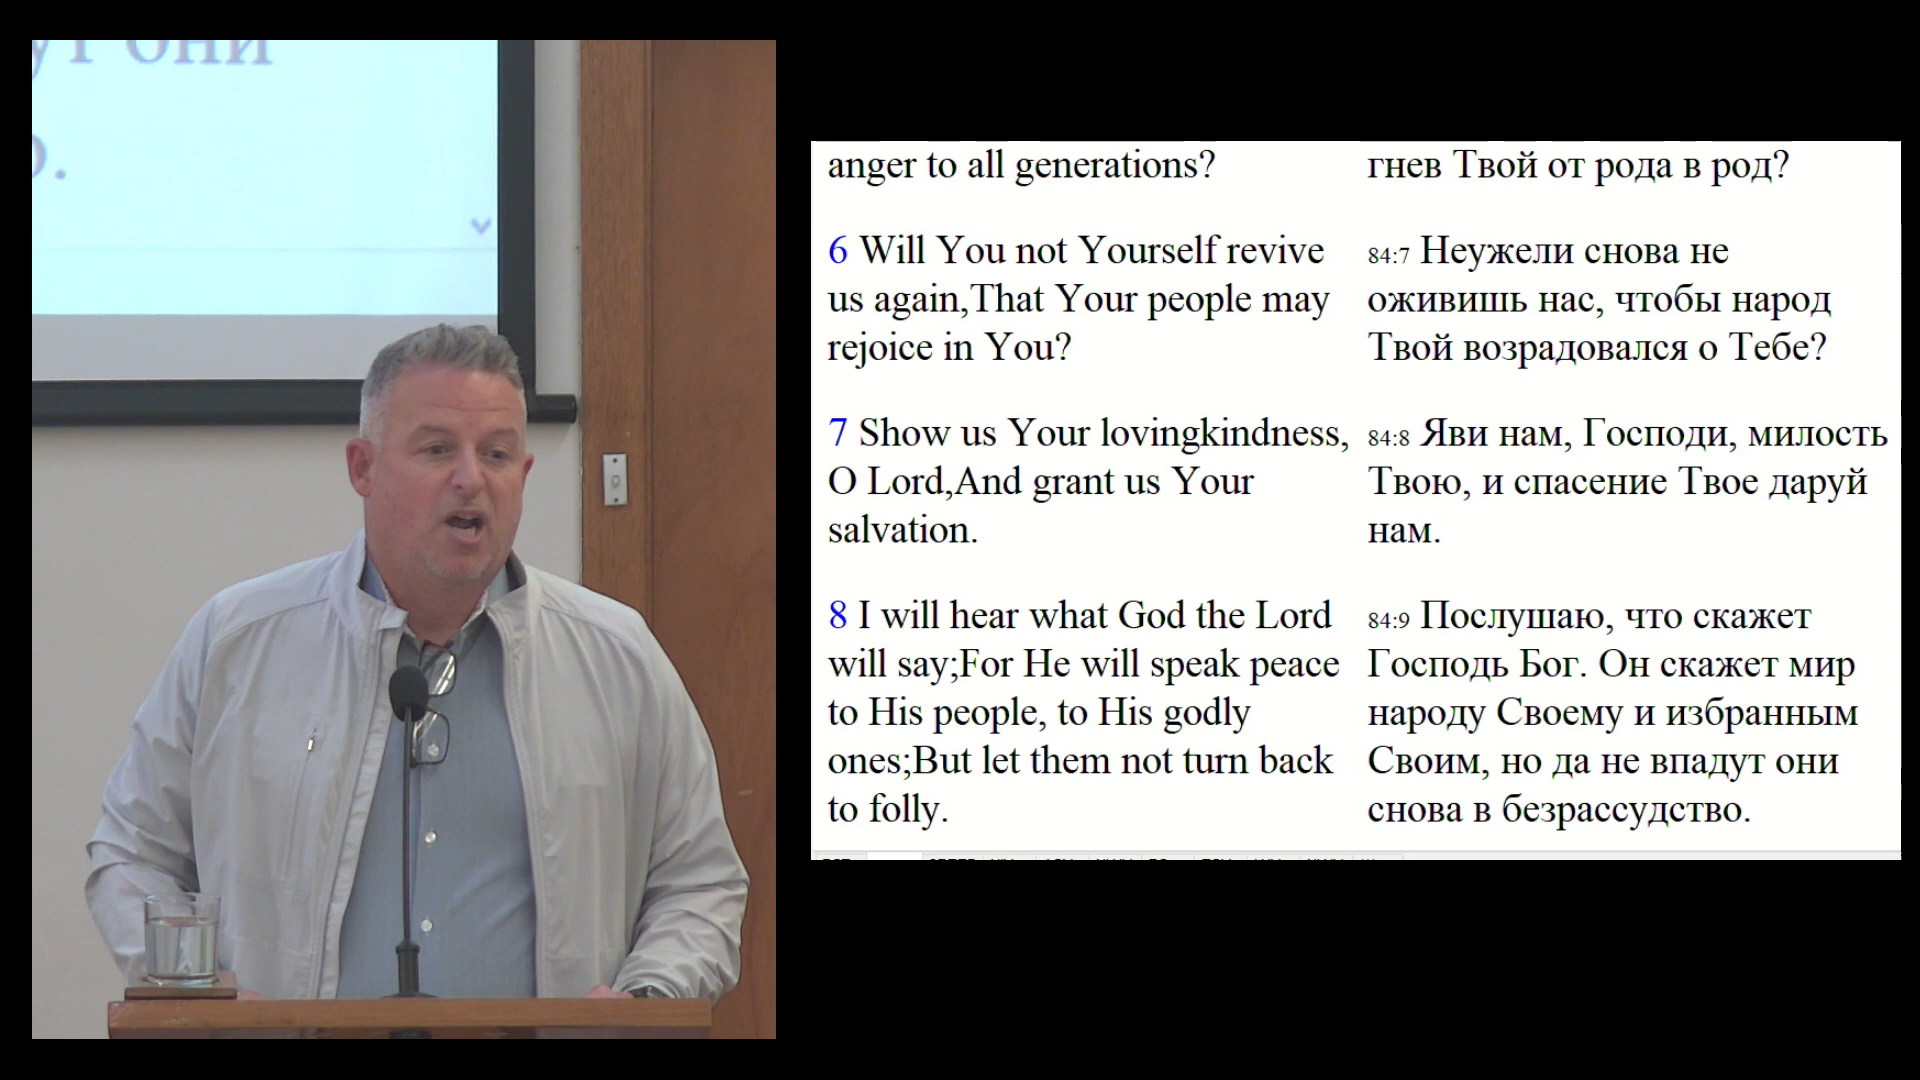 они
anger to all generations?
6 Will You not Yourself revive
us again,That Your people may
rejoice in You?
7 Show us Your lovingkindness,
O Lord,And grant us Your
salvation.
8 I will hear what God the Lord
will say;For He will speak peace
to His people, to His godly
ones;But let them not turn back
to folly.
гнев Твой от рода в род?
84:7 Неужели снова не
оживишь нас, чтобы народ
Твой возрадовался о Тебе?
84:8 Яви нам, Господи, милость
Твою, и спасение Твое даруй
нам.
84:9 Послушаю, что скажет
Господь Бог. Он скажет мир
народу Своему и избранным
Своим, но да не впадут они
снова в безрассудство.